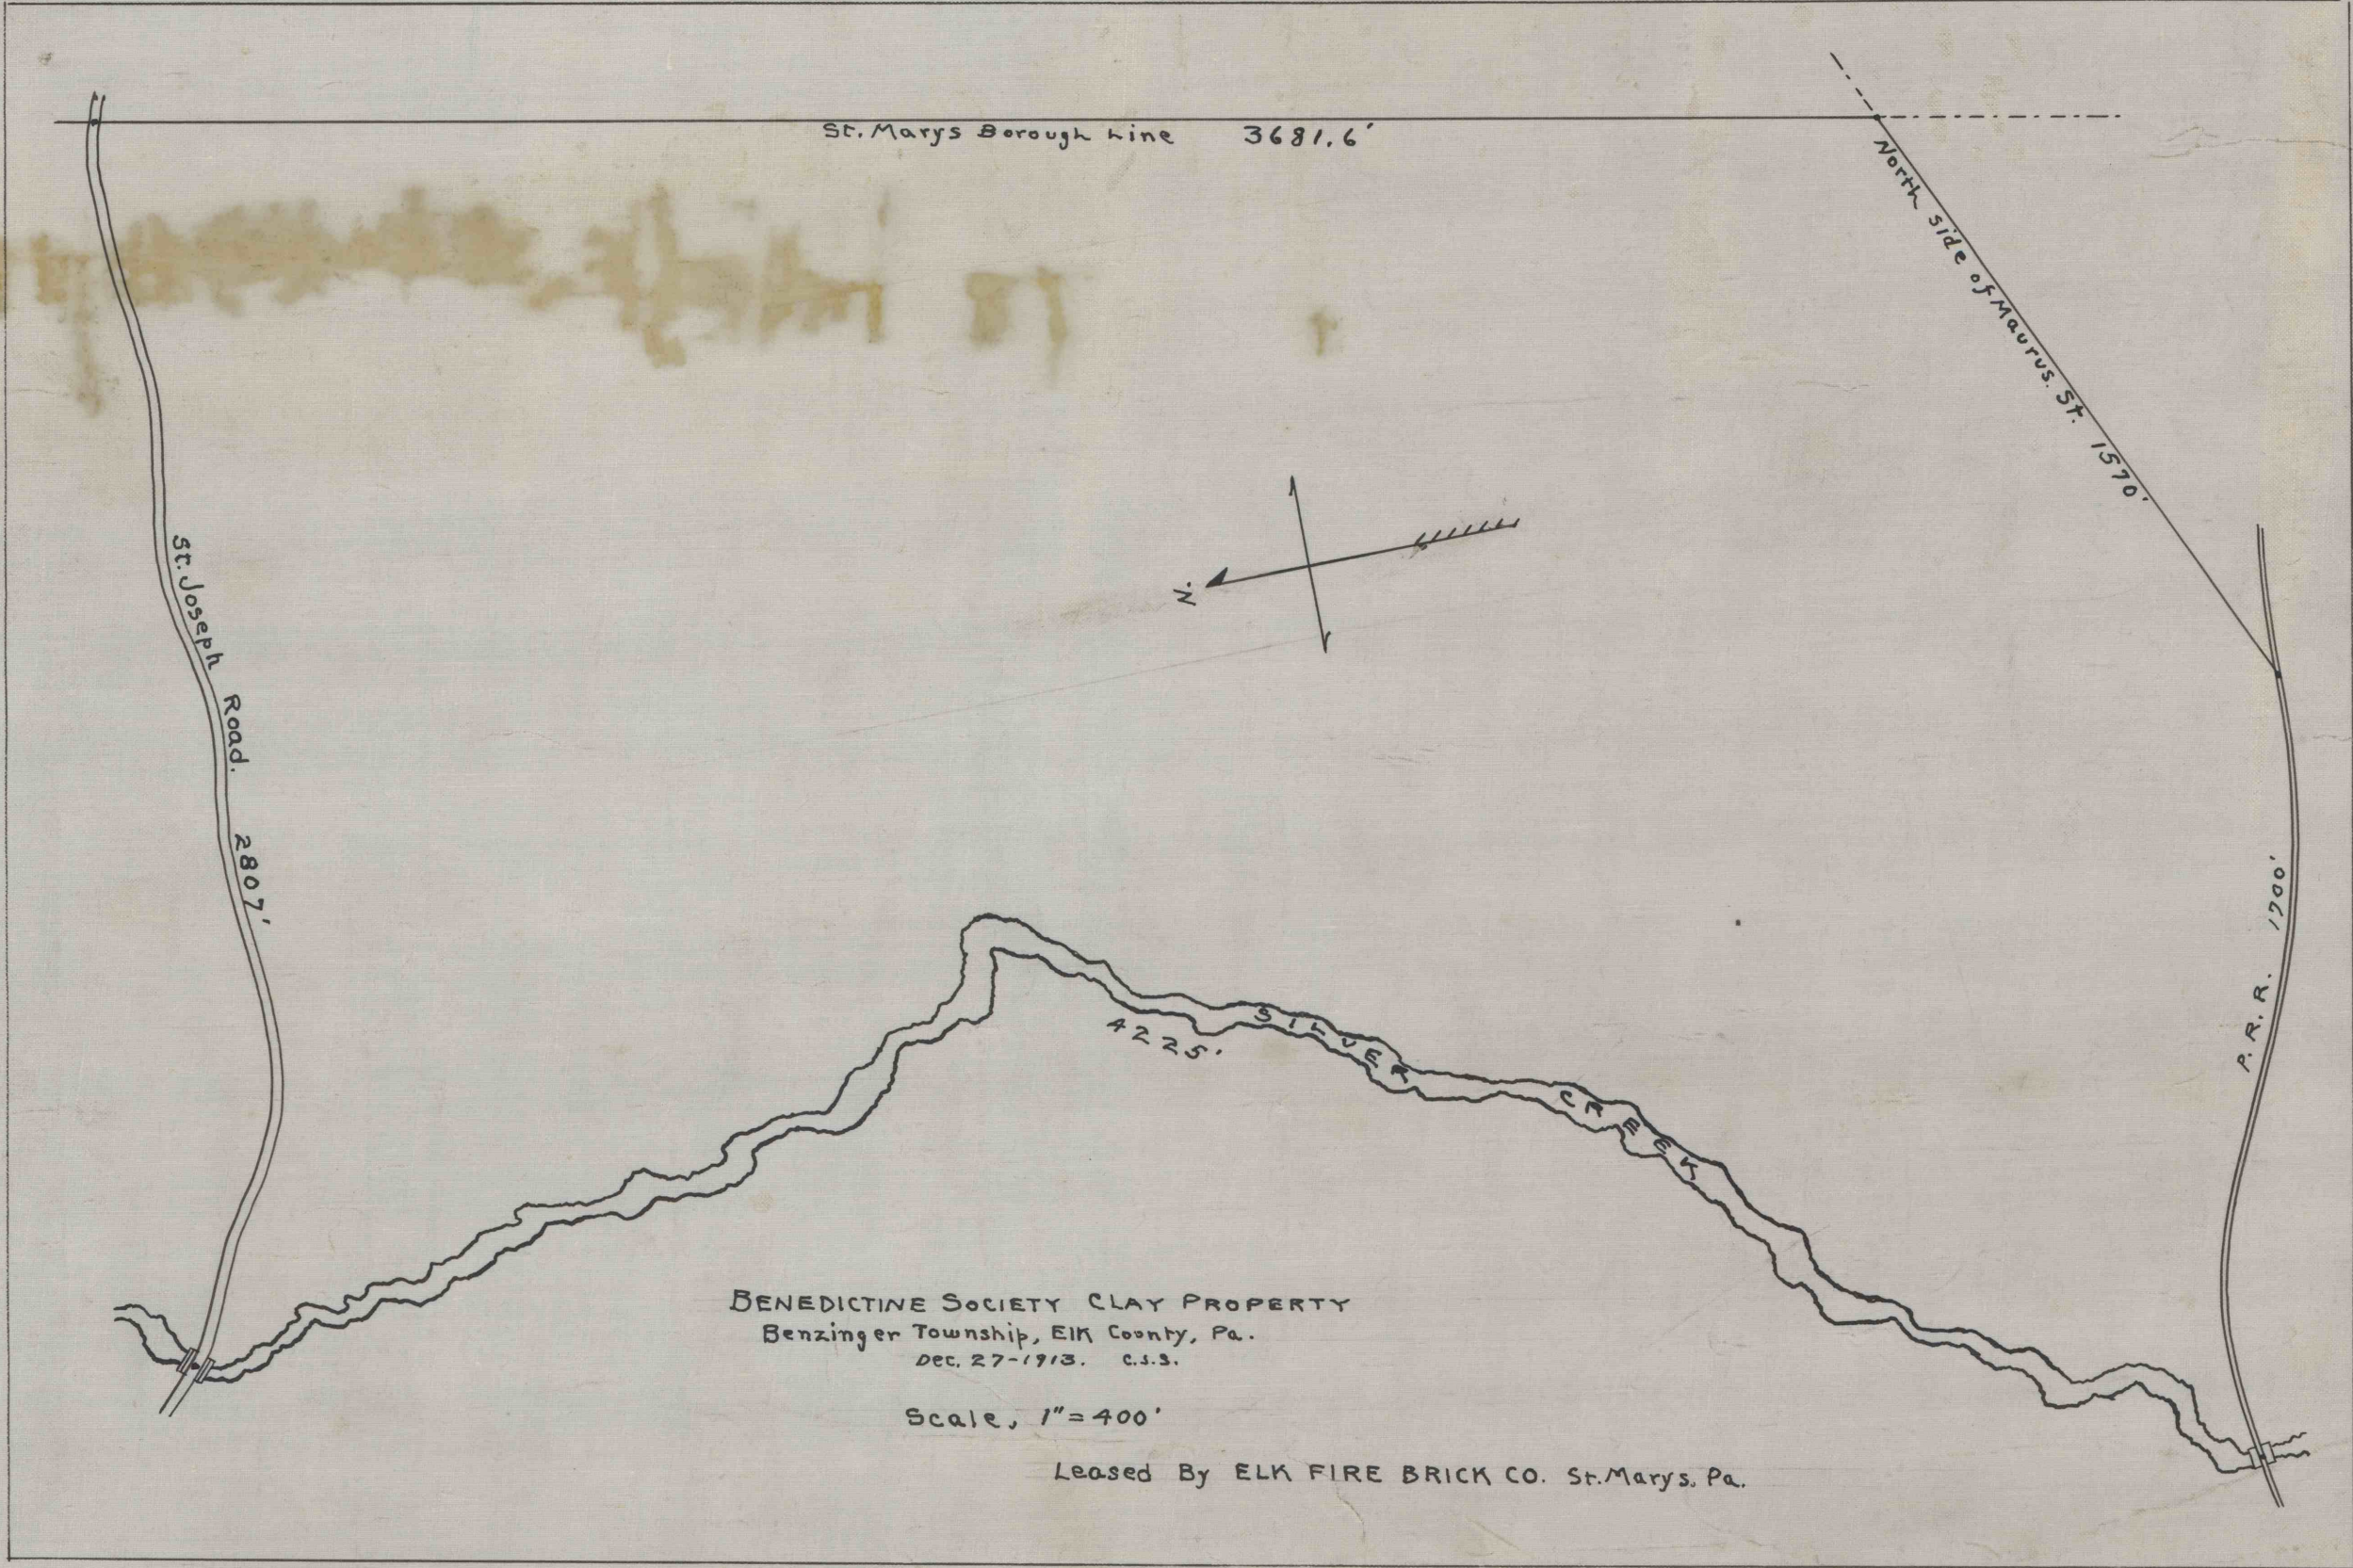 St. Marys Borough Line 3681.6'
North side of Maurus. St. 1570'
N.
St. Joseph Road. 2807'
P. R. R. 1700'
4225'
SILVER CREEK
BENEDICTINE SOCIETY CLAY PROPERTY
Benzinger Township, Elk County, Pa.
Dec. 27-1913. C.S.S.
Scale, 1"=400'
Leased By ELK FIRE BRICK CO. St. Marys. Pa.